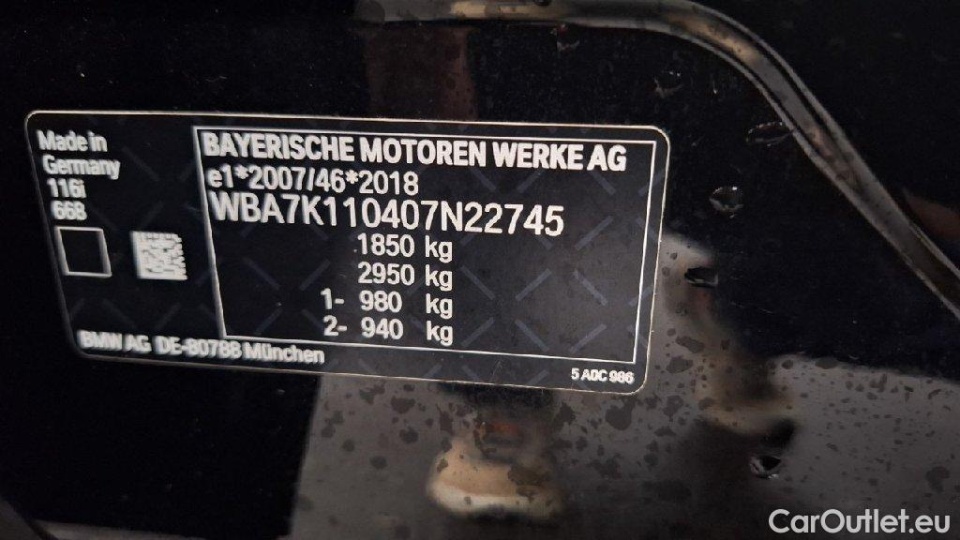 Made in
Germany
116i
668
BAYERISCHE MOTOREN WERKE AG
e1*2007/46*2018
WBA7K110407N22745
1850 kg
2950 kg
1- 980 kg
2- 940 kg
BMW AG DE-80788 München
5 A0C 986
CarOutlet.eu